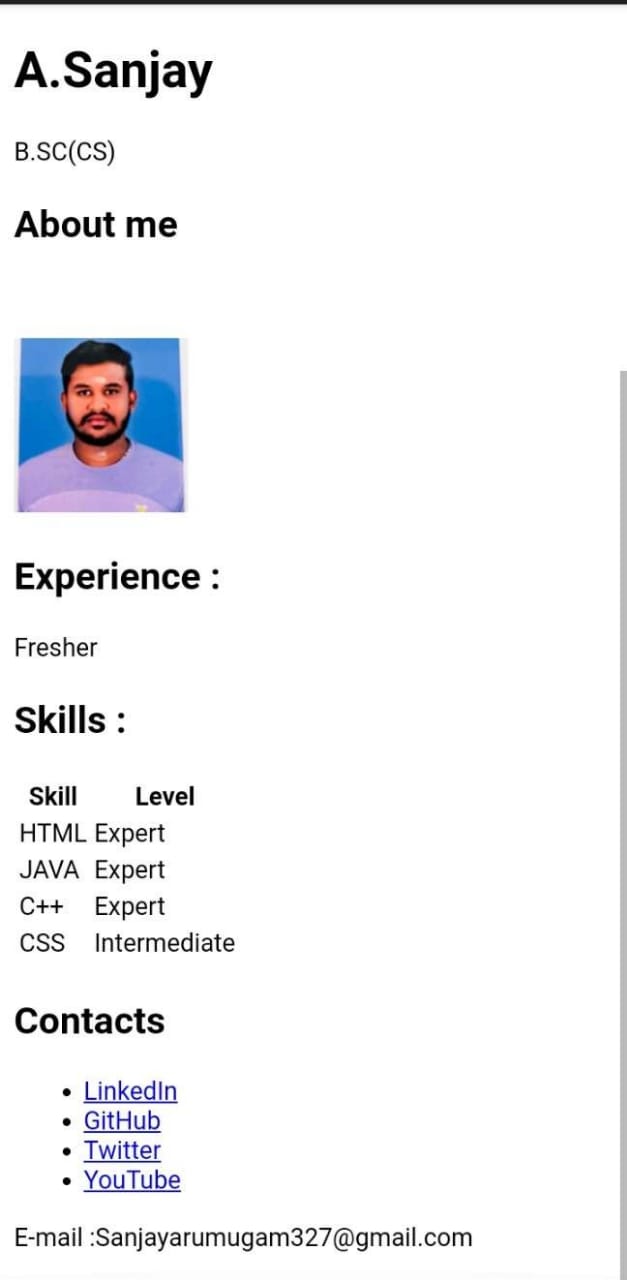 A.Sanjay
B.SC(CS)
About me
Experience :
Fresher
Skills :
Skill Level
HTML Expert
JAVA Expert
C++ Expert
CSS Intermediate
Contacts
LinkedIn
GitHub
Twitter
YouTube
E-mail :Sanjayarumugam327@gmail.com